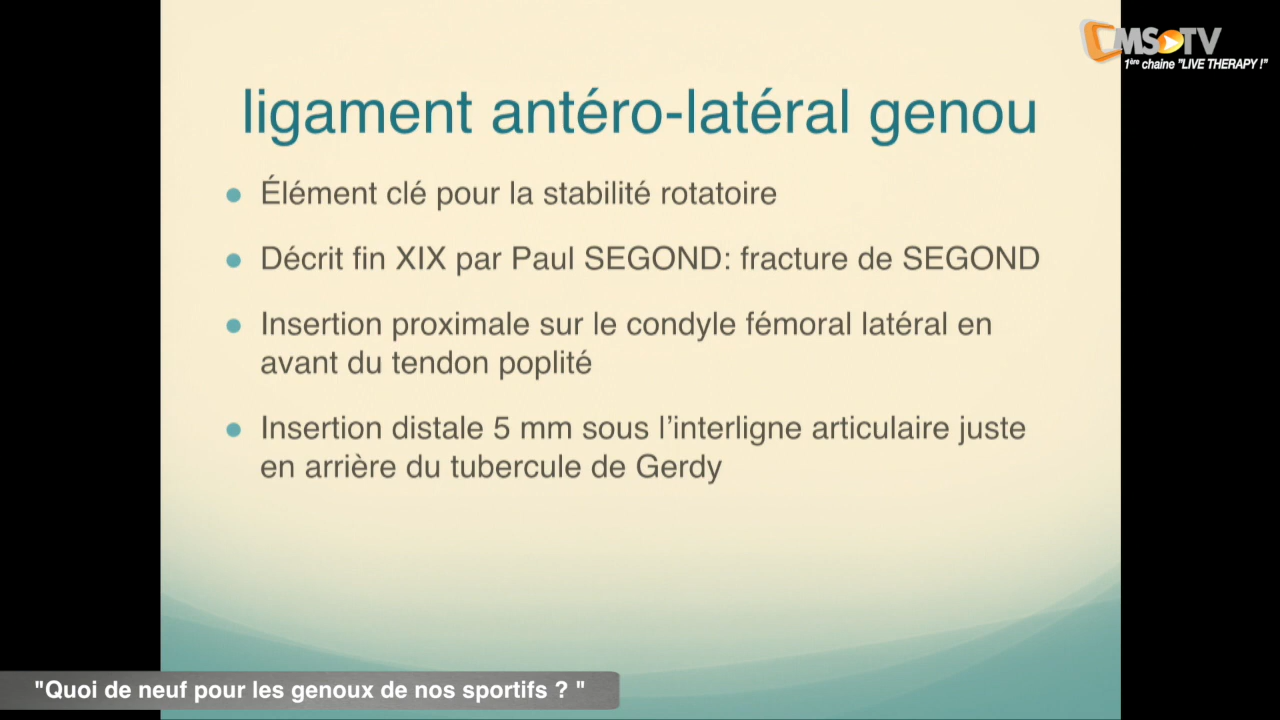 MSTV
1ère chaine "LIVE THERAPY !"
ligament antéro-latéral genou
Élément clé pour la stabilité rotatoire
Décrit fin XIX par Paul SEGOND: fracture de SEGOND
Insertion proximale sur le condyle fémoral latéral en
avant du tendon poplité
Insertion distale 5 mm sous l’interligne articulaire juste
en arrière du tubercule de Gerdy
"Quoi de neuf pour les genoux de nos sportifs ? "